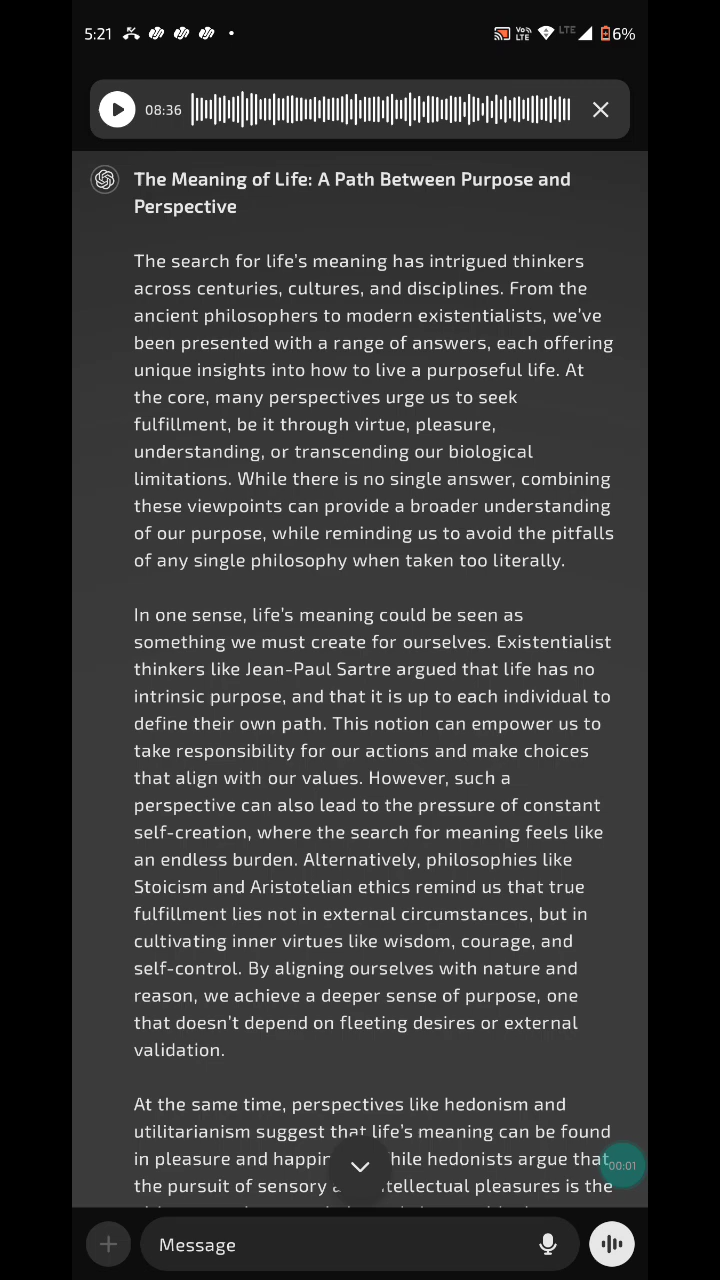 5:21
Vo))
LTE
LTE
6%
08:36
The Meaning of Life: A Path Between Purpose and
Perspective
The search for life's meaning has intrigued thinkers
across centuries, cultures, and disciplines. From the
ancient philosophers to modern existentialists, we've
been presented with a range of answers, each offering
unique insights into how to live a purposeful life. At
the core, many perspectives urge us to seek
fulfillment, be it through virtue, pleasure,
understanding, or transcending our biological
limitations. While there is no single answer, combining
these viewpoints can provide a broader understanding
of our purpose, while reminding us to avoid the pitfalls
of any single philosophy when taken too literally.
In one sense, life's meaning could be seen as
something we must create for ourselves. Existentialist
thinkers like Jean-Paul Sartre argued that life has no
intrinsic purpose, and that it is up to each individual to
define their own path. This notion can empower us to
take responsibility for our actions and make choices
that align with our values. However, such a
perspective can also lead to the pressure of constant
self-creation, where the search for meaning feels like
an endless burden. Alternatively, philosophies like
Stoicism and Aristotelian ethics remind us that true
fulfillment lies not in external circumstances, but in
cultivating inner virtues like wisdom, courage, and
self-control. By aligning ourselves with nature and
reason, we achieve a deeper sense of purpose, one
that doesn't depend on fleeting desires or external
validation.
At the same time, perspectives like hedonism and
utilitarianism suggest that life's meaning can be found
in pleasure and hedonists argue that
00:01
the pursuit of sensory pleasures is the
Message